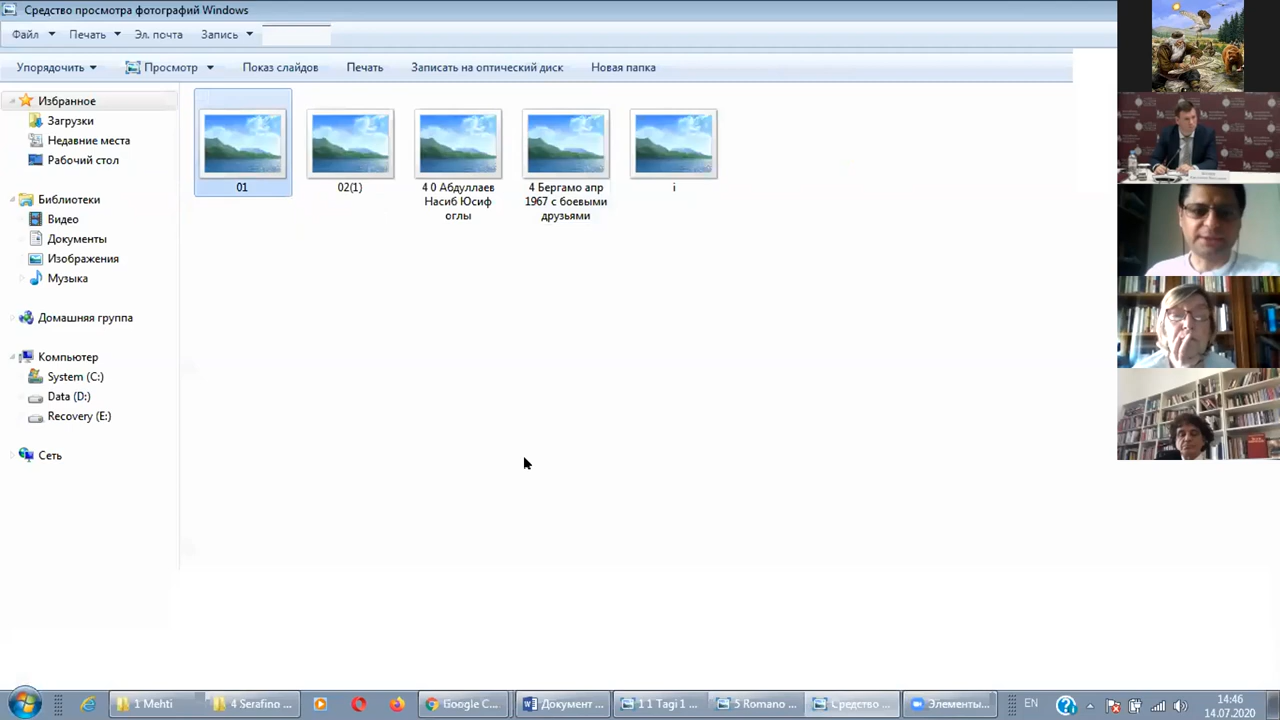 Средство просмотра фотографий Windows
Файл Печать Эл. почта Запись
Упорядочить Просмотр Показ слайдов Печать Записать на оптический диск Новая папка
Избранное
Загрузки
Недавние места
Рабочий стол
Библиотеки
Видео
Документы
Изображения
Музыка
Домашняя группа
Компьютер
System (C:)
Data (D:)
Recovery (E:)
Сеть
01
02(1)
4 0 Абдуллаев
Насиб Юсиф
оглы
4 Бергамо апр
1967 с боевыми
друзьями
i
1 Mehti 4 Serafino ... Google C... Документ ... 1 1 Tagi 1 ... 5 Romano ... Средство ... Элементы... EN 14:46
14.07.2020